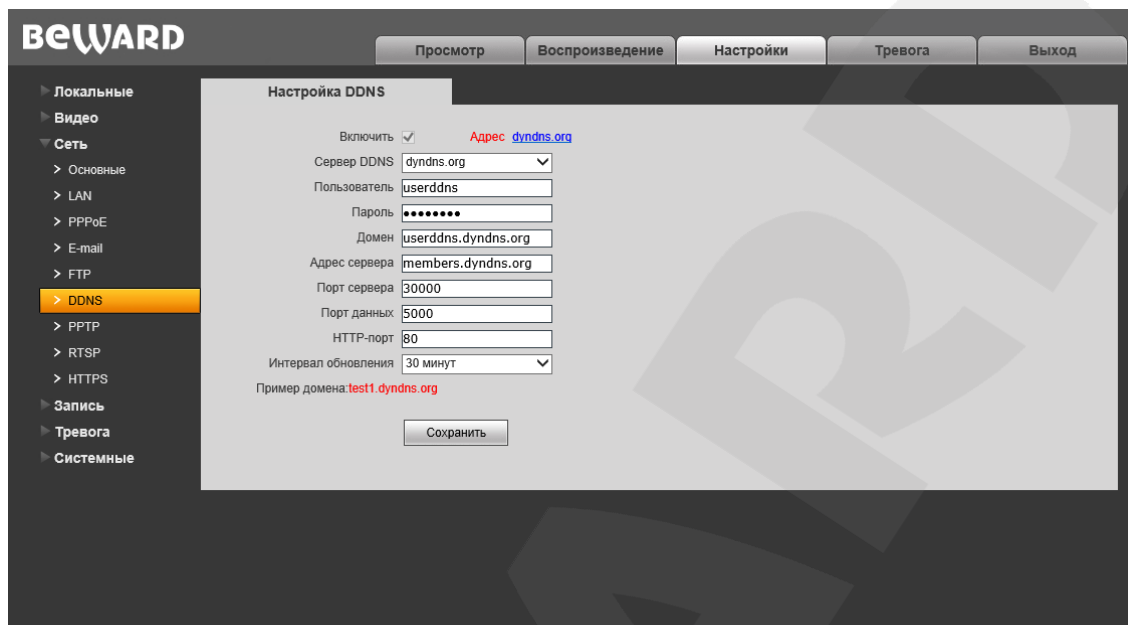 BEWARD
Просмотр Воспроизведение Настройки Тревога Выход
Локальные
Видео
Сеть
> Основные
> LAN
> PPPoE
> E-mail
> FTP
> DDNS
> PPTP
> RTSP
> HTTPS
Запись
Тревога
Системные
Настройка DDNS
Включить Адрес dyndns.org
Сервер DDNS dyndns.org
Пользователь userddns
Пароль ••••••••
Домен userddns.dyndns.org
Адрес сервера members.dyndns.org
Порт сервера 30000
Порт данных 5000
HTTP-порт 80
Интервал обновления 30 минут
Пример домена:test1.dyndns.org
Сохранить